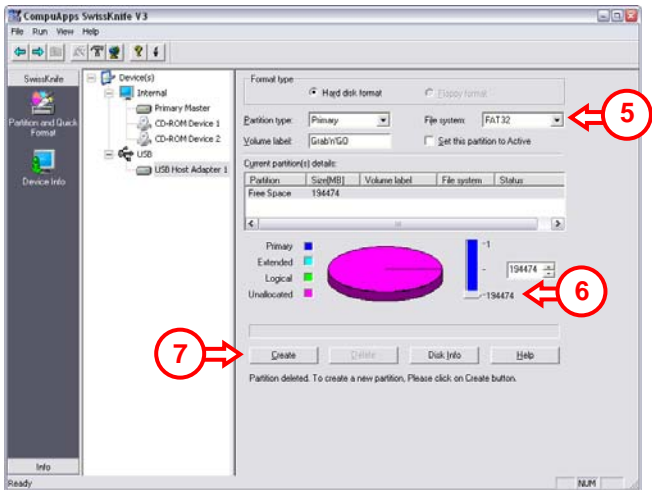 CompuApps SwissKnife V3
File Run View Help
SwissKnife
Partition and Quick
Format
Device Info
Info
Device(s)
Internal
Primary Master
CD-ROM Device 1
CD-ROM Device 2
USB
USB Host Adapter 1
Format type
Hard disk format
Floppy format
Partition type:
Primary
File system:
FAT32
5
Volume label:
Grab'n'GO
Set this partition to Active
Current partition(s) details:
Partition Size[MB] Volume label File system Status
Free Space 194474
Primary
Extended
Logical
Unallocated
-1
-
194474
-194474
6
7
Create
Delete
Disk Info
Help
Partition deleted. To create a new partition, Please click on Create button.
Ready
NUM